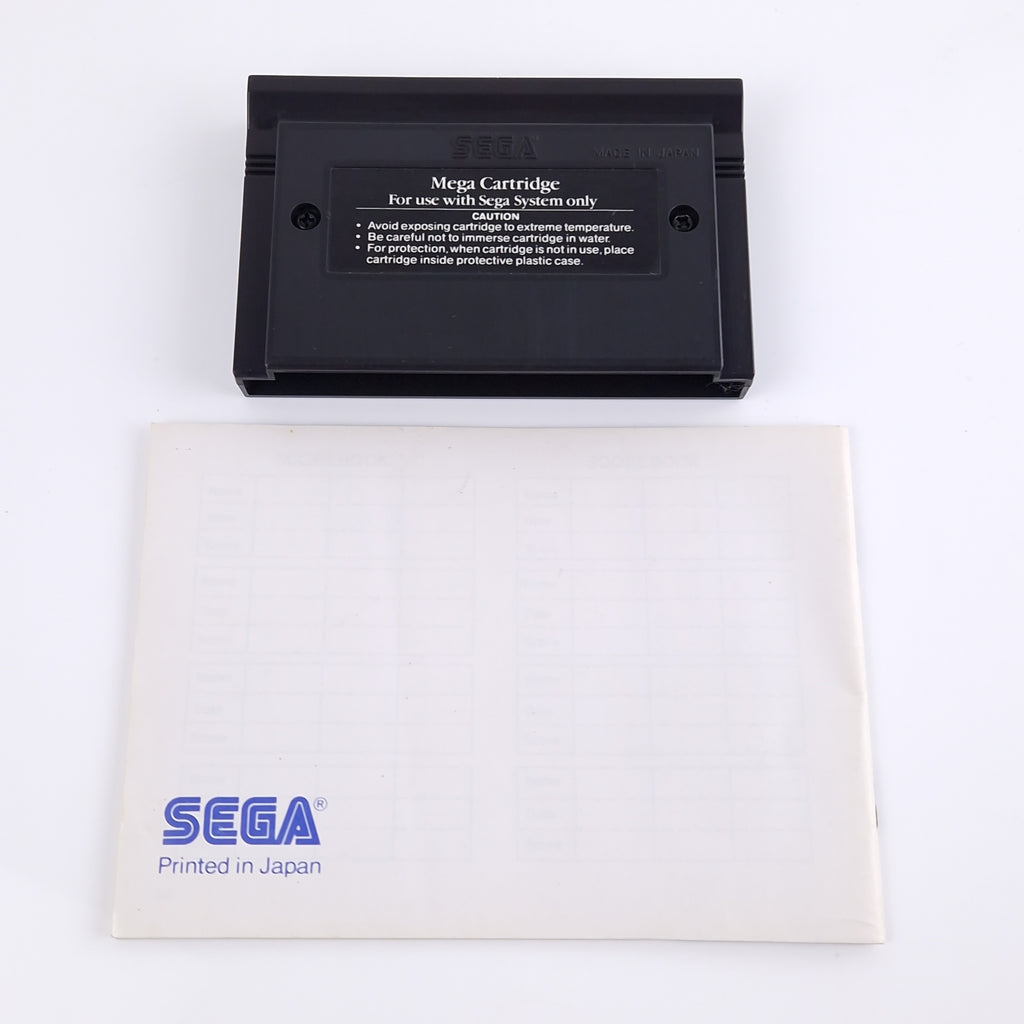 SEGA
MADE IN JAPAN
Mega Cartridge
For use with Sega System only
CAUTION
• Avoid exposing cartridge to extreme temperature.
• Be careful not to immerse cartridge in water.
• For protection, when cartridge is not in use, place
cartridge inside protective plastic case.
SEGA®
Printed in Japan